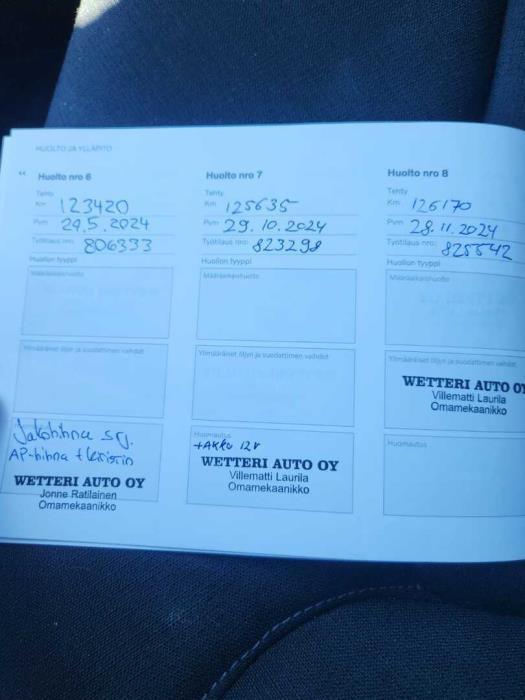 HUOLTO JA YLLÄPITO
Huolto nro 6
Tehty
Km 123420
Pvm 29.5.2024
Työtilaus nro: 806333
Huollon tyyppi
Määräaikaishuolto
Ylimääräiset öljyn ja suodattimen vaihdot
Jakohihna srj.
AP-hihna +
WETTERI AUTO OY
Jonne Ratilainen
Omamekaanikko
Huolto nro 7
Tehty
Km 125635
Pvm 29.10.2024
Työtilaus nro: 823298
Huollon tyyppi
Määräaikaishuolto
Ylimääräiset öljyn ja suodattimen vaihdot
Huomautus
+AKKU 12V
WETTERI AUTO OY
Villematti Laurila
Omamekaanikko
Huolto nro 8
Tehty
Km 126170
Pvm 28.11.2024
Työtilaus nro: 825542
Huollon tyyppi
Määräaikaishuolto
Ylimääräiset öljyn ja suodattimen vaihdot
WETTERI AUTO OY
Villematti Laurila
Omamekaanikko
Huomautus